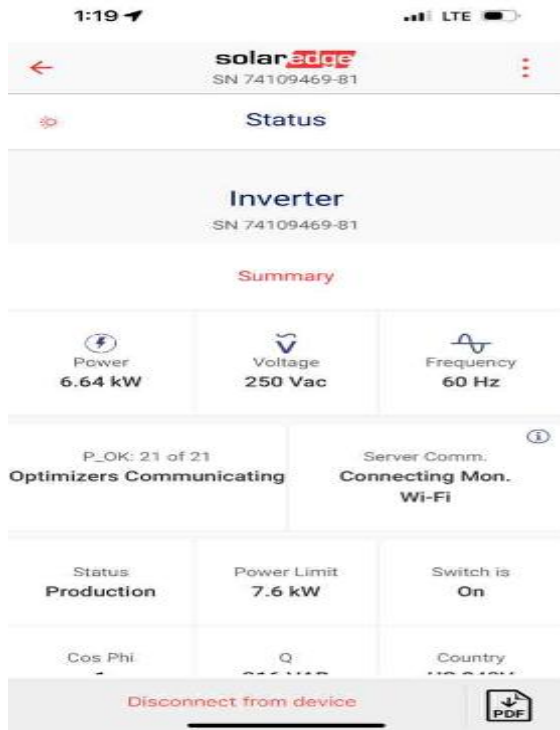 1:19 LTE
solaredge
SN 74109469-81
Status
Inverter
SN 74109469-81
Summary
Power Voltage Frequency
6.64 kW 250 Vac 60 Hz
P_OK: 21 of 21 Server Comm.
Optimizers Communicating Connecting Mon.
Wi-Fi
Status Power Limit Switch is
Production 7.6 kW On
Cos Phi Q Country
Disconnect from device PDF